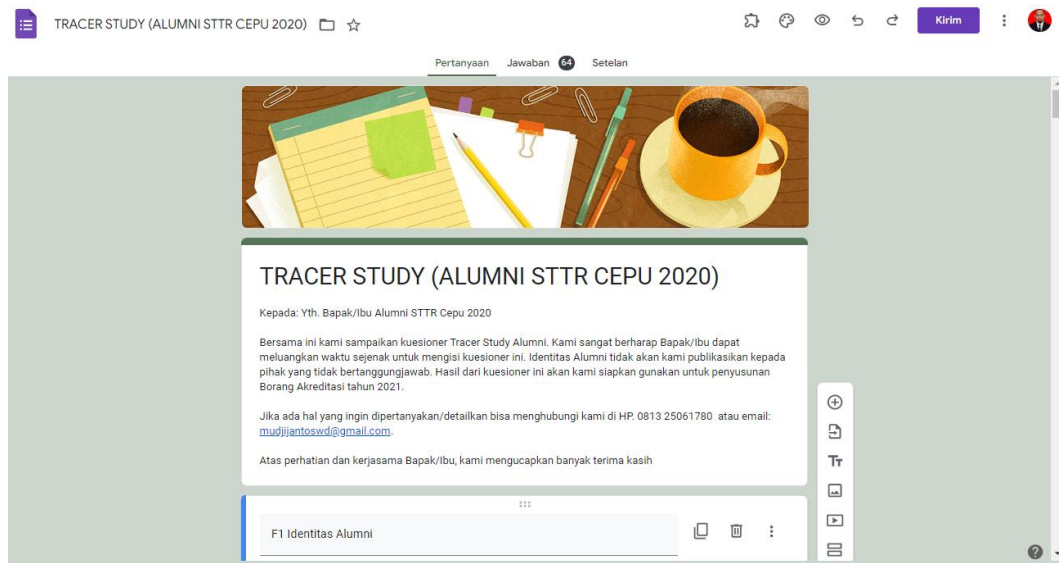 TRACER STUDY (ALUMNI STTR CEPU 2020)
Kirim
Pertanyaan Jawaban 64 Setelan
TRACER STUDY (ALUMNI STTR CEPU 2020)
Kepada: Yth. Bapak/Ibu Alumni STTR Cepu 2020
Bersama ini kami sampaikan kuesioner Tracer Study Alumni. Kami sangat berharap Bapak/Ibu dapat
meluangkan waktu sejenak untuk mengisi kuesioner ini. Identitas Alumni tidak akan kami publikasikan kepada
pihak yang tidak bertanggungjawab. Hasil dari kuesioner ini akan kami siapkan gunakan untuk penyusunan
Borang Akreditasi tahun 2021.
Jika ada hal yang ingin dipertanyakan/detailkan bisa menghubungi kami di HP. 0813 25061780 atau email:
mudjijantoswd@gmail.com.
Atas perhatian dan kerjasama Bapak/Ibu, kami mengucapkan banyak terima kasih
Tт
F1 Identitas Alumni